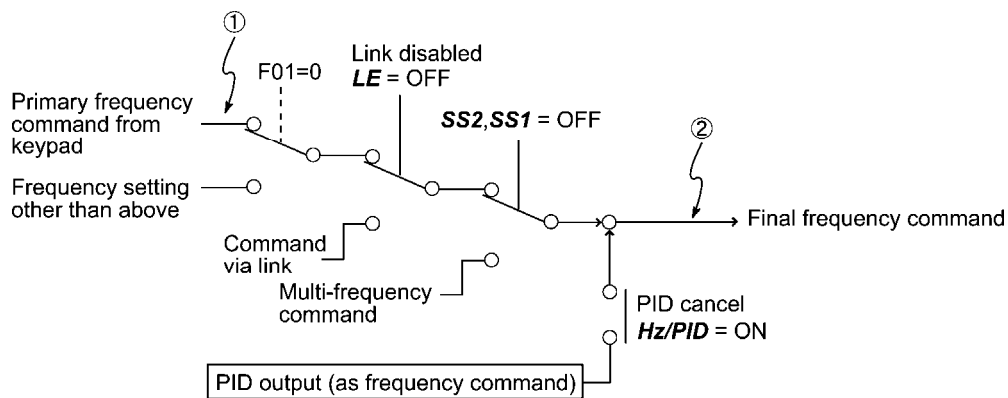 ①
F01=0
Link disabled
LE = OFF
Primary frequency
command from
keypad
SS2,SS1 = OFF
②
Frequency setting
other than above
Final frequency command
Command
via link
Multi-frequency
command
PID cancel
Hz/PID = ON
PID output (as frequency command)